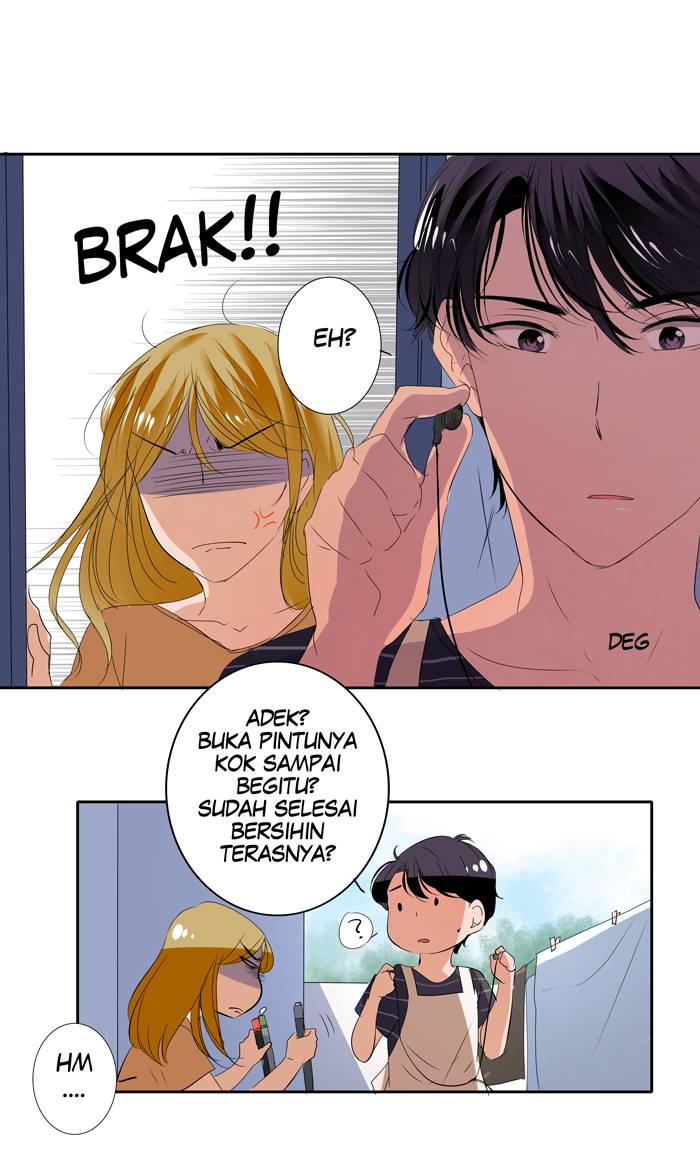 BRAK!!
EH?
DEG
ADEK?
BUKA PINTUNYA
KOK SAMPAI
BEGITU?
SUDAH SELESAI
BERSIHIN
TERASNYA?
?
HM
....